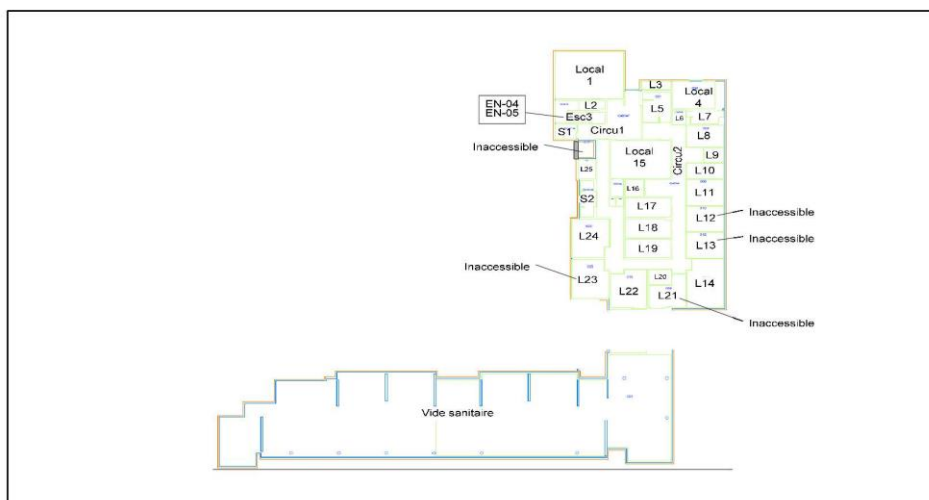 Local
1
L3
Local
4
EN-04
EN-05
L2
L5
L6
L7
Esc3
S1
Circu1
L8
Inaccessible
Local
15
Circu2
L9
L25
L10
L16
L11
S2
L17
L12
Inaccessible
L18
L24
L13
Inaccessible
L19
Inaccessible
L23
L22
L20
L14
L21
Inaccessible
Vide sanitaire